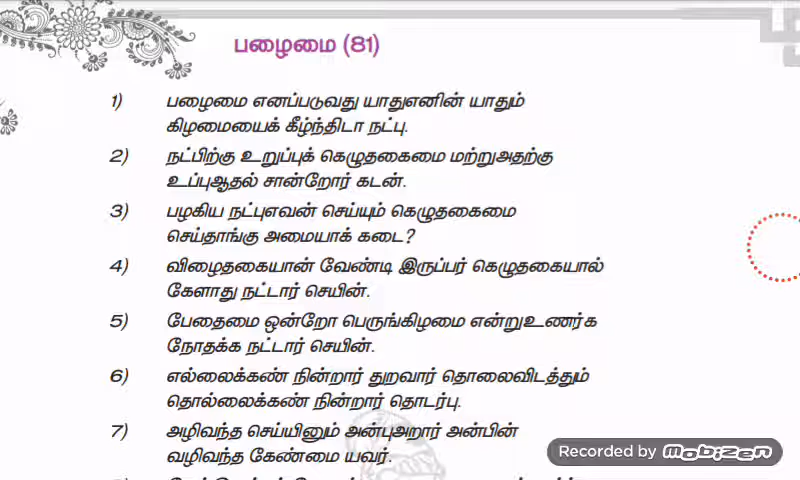 பழைமை (81)
1) பழைமை எனப்படுவது யாதுஎனின் யாதும்
கிழமையைக் கீழ்ந்திடா நட்பு.
2) நட்பிற்கு உறுப்புக் கெழுதகைமை மற்றுஅதற்கு
உப்புஆதல் சான்றோர் கடன்.
3) பழகிய நட்புஎவன் செய்யும் கெழுதகைமை
செய்தாங்கு அமையாக் கடை?
4) விழைதகையான் வேண்டி இருப்பர் கெழுதகையால்
கேளாது நட்டார் செயின்.
5) பேதைமை ஒன்றோ பெருங்கிழமை என்றுஉணர்க
நோதக்க நட்டார் செயின்.
6) எல்லைக்கண் நின்றார் துறவார் தொலைவிடத்தும்
தொல்லைக்கண் நின்றார் தொடர்பு.
7) அழிவந்த செய்யினும் அன்புஅறார் அன்பின்
வழிவந்த கேண்மை யவர்.
Recorded by mobizen